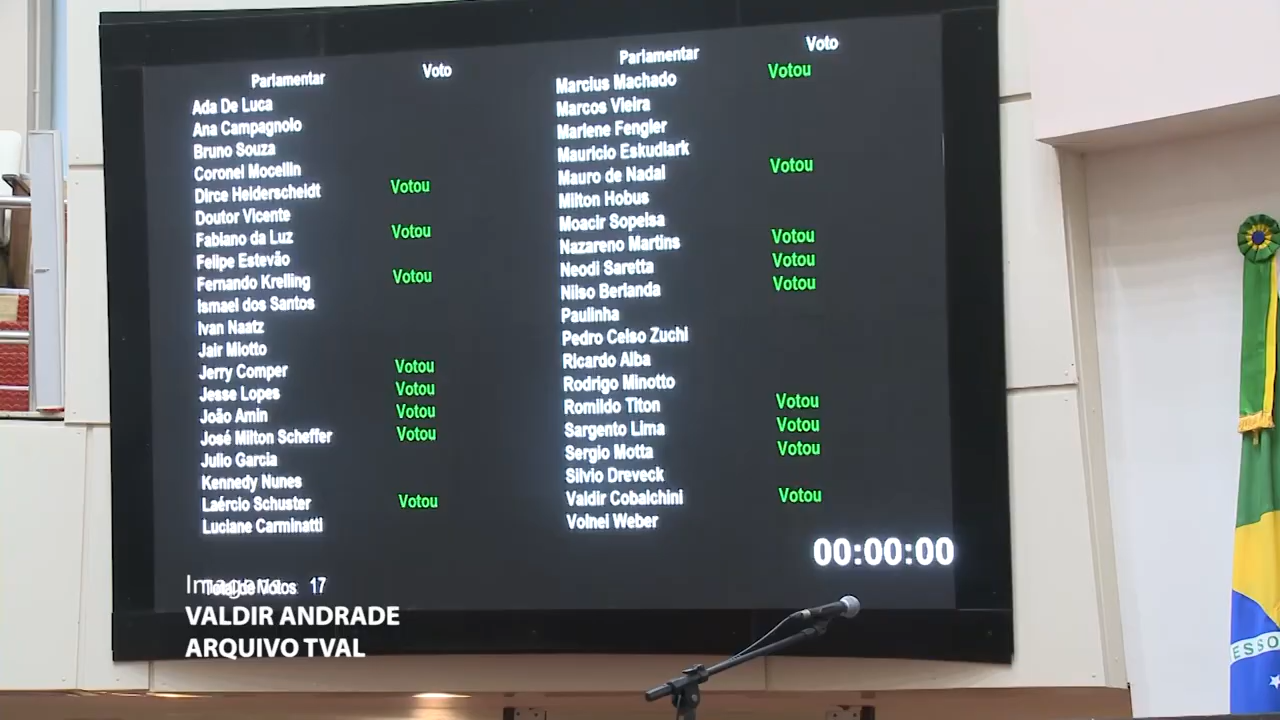 Parlamentar Voto
Ada De Luca
Ana Campagnolo
Bruno Souza
Coronel Mocellin
Dirce Heiderscheidt Votou
Doutor Vicente
Fabiano da Luz Votou
Felipe Estevão
Fernando Krelling Votou
Ismael dos Santos
Ivan Naatz
Jair Miotto
Jerry Comper Votou
Jesse Lopes Votou
João Amin Votou
José Milton Scheffer Votou
Julio Garcia
Kennedy Nunes
Laércio Schuster Votou
Luciane Carminatti
Parlamentar Voto
Marcius Machado Votou
Marcos Vieira
Marlene Fengler
Mauricio Eskudlark
Mauro de Nadal Votou
Milton Hobus
Moacir Sopelsa
Nazareno Martins Votou
Neodi Saretta Votou
Nilso Berlanda Votou
Paulinha
Pedro Celso Zuchi
Ricardo Alba
Rodrigo Minotto
Romildo Titon Votou
Sargento Lima Votou
Sergio Motta Votou
Silvio Dreveck
Valdir Cobalchini Votou
Volnei Weber
00:00:00
Total de Votos 17
VALDIR ANDRADE
ARQUIVO TVAL
ESSO